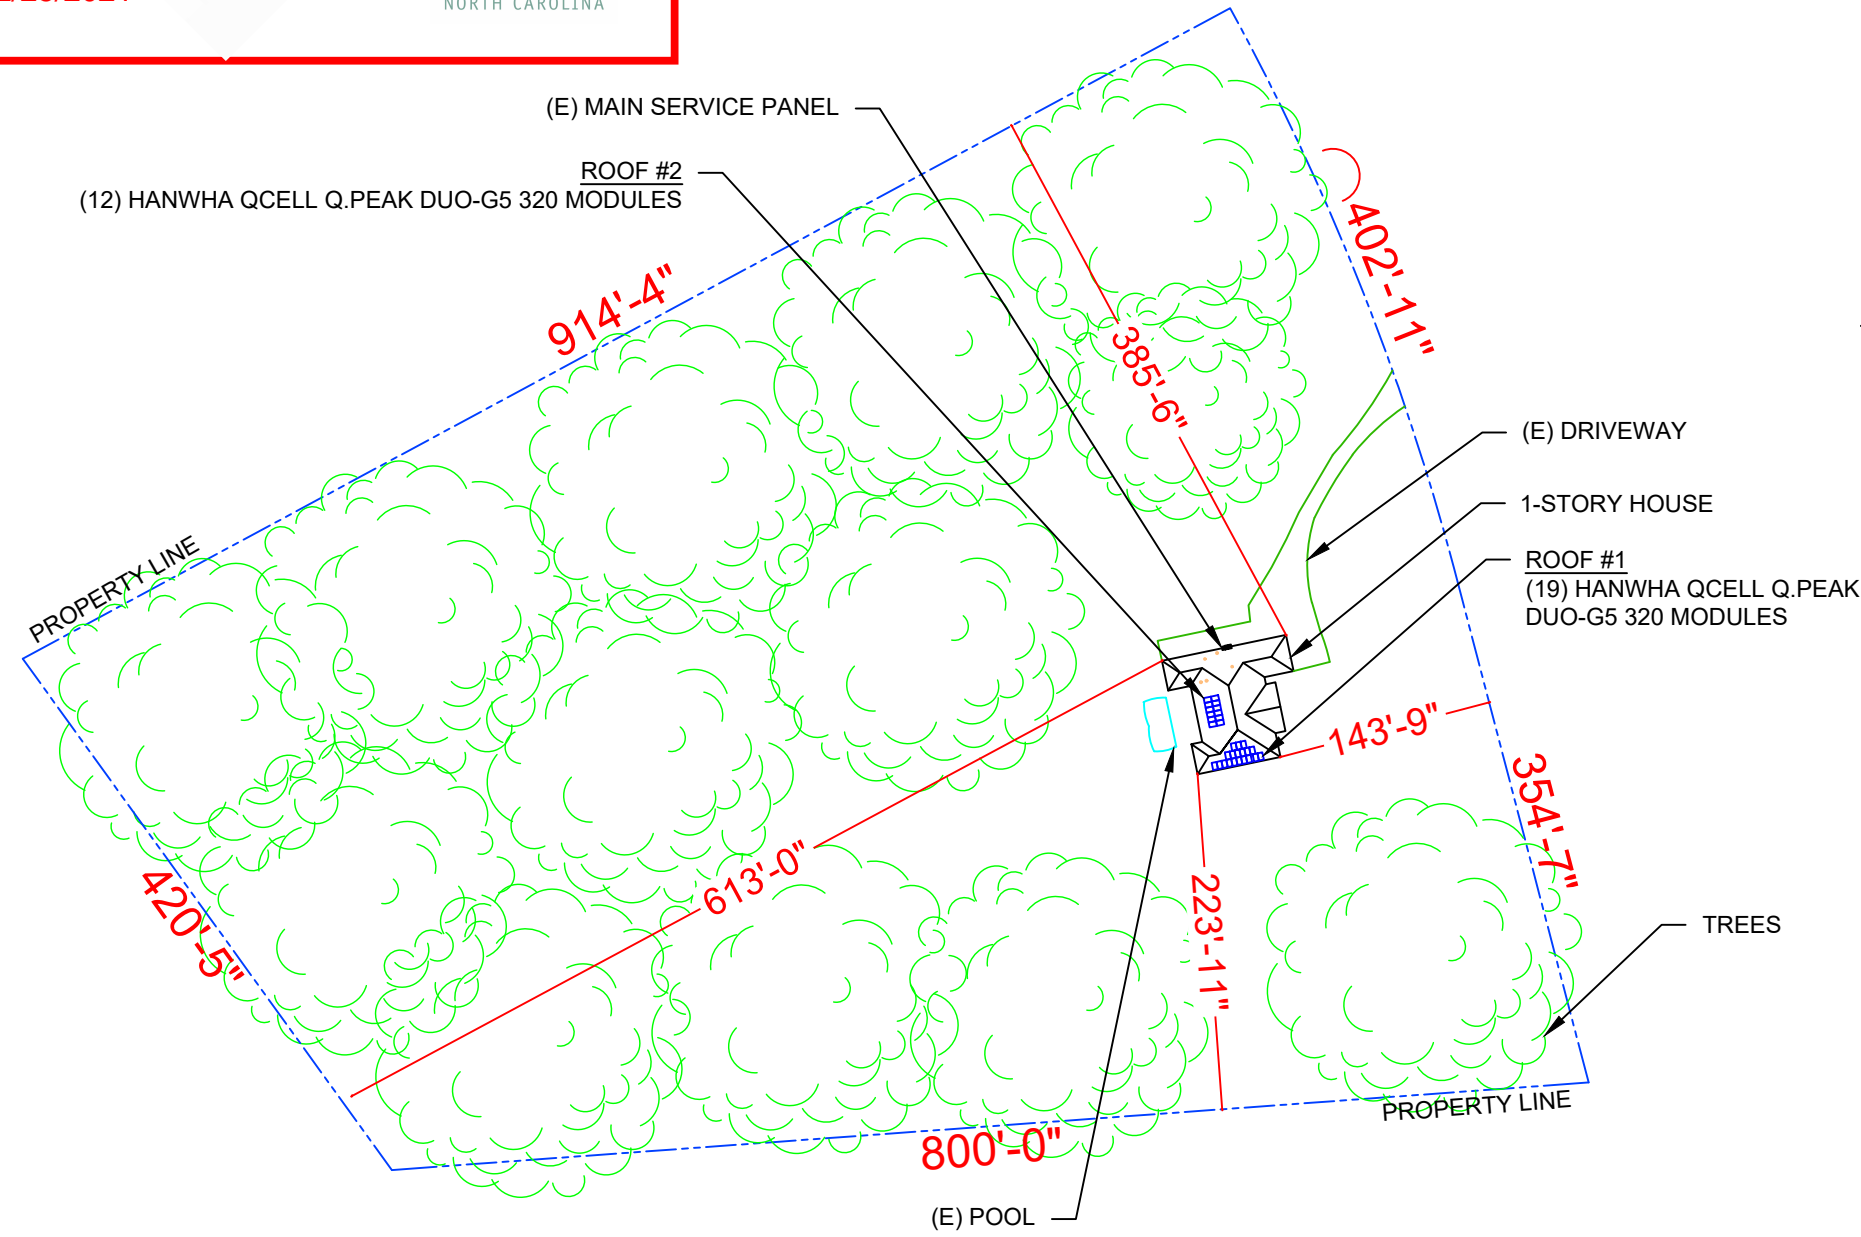 NORTH CAROLINA
(E) MAIN SERVICE PANEL
ROOF #2
(12) HANWHA QCELL Q.PEAK DUO-G5 320 MODULES
914'-4"
402'-11"
385'-6"
(E) DRIVEWAY
1-STORY HOUSE
ROOF #1
(19) HANWHA QCELL Q.PEAK
DUO-G5 320 MODULES
PROPERTY LINE
143'-9"
354'-7"
613'-0"
420'-5"
223'-11"
TREES
PROPERTY LINE
800'-0"
(E) POOL